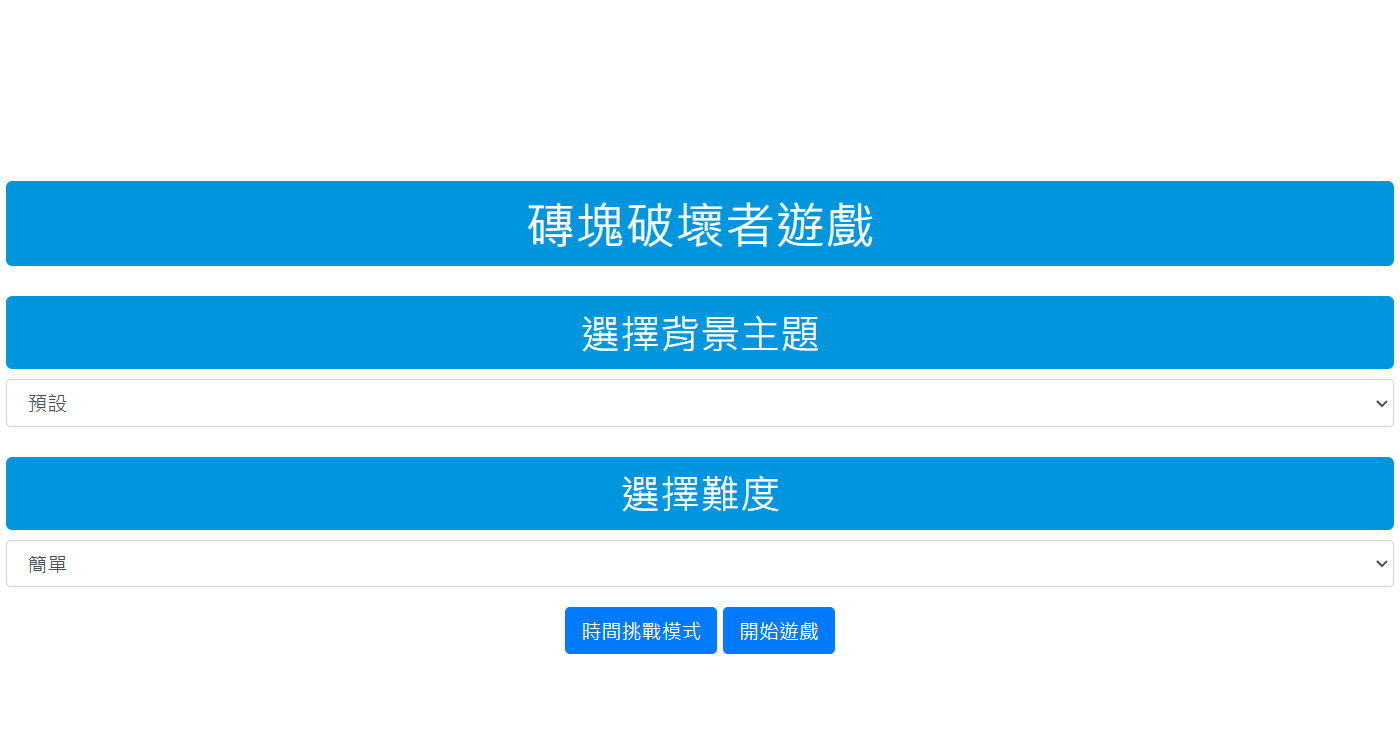 磚塊破壞者遊戲
選擇背景主題
預設
選擇難度
簡單
時間挑戰模式 開始遊戲